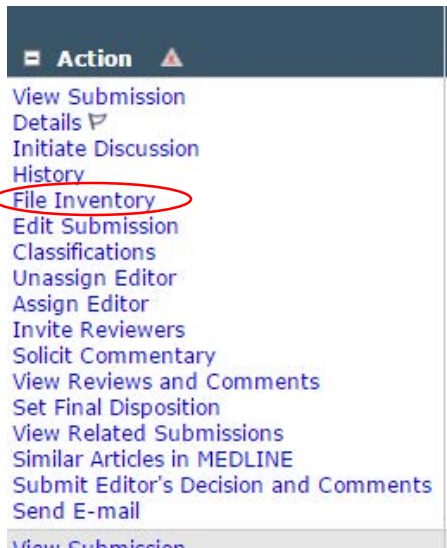 Action
View Submission
Details
Initiate Discussion
History
File Inventory
Edit Submission
Classifications
Unassign Editor
Assign Editor
Invite Reviewers
Solicit Commentary
View Reviews and Comments
Set Final Disposition
View Related Submissions
Similar Articles in MEDLINE
Submit Editor's Decision and Comments
Send E-mail
View Submission